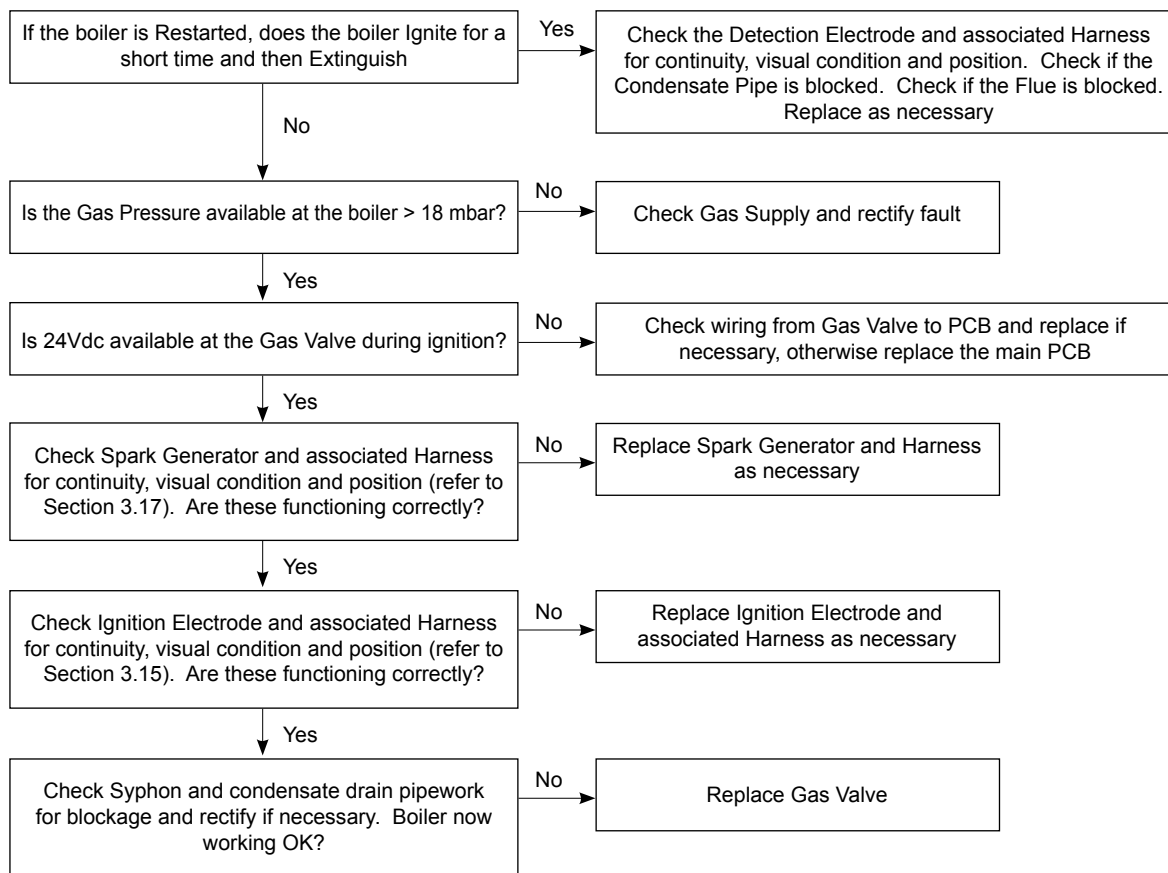 If the boiler is Restarted, does the boiler Ignite for a
short time and then Extinguish
Yes
Check the Detection Electrode and associated Harness
for continuity, visual condition and position.  Check if the
Condensate Pipe is blocked.  Check if the Flue is blocked.
Replace as necessary
No
Is the Gas Pressure available at the boiler > 18 mbar?
No
Check Gas Supply and rectify fault
Yes
Is 24Vdc available at the Gas Valve during ignition?
No
Check wiring from Gas Valve to PCB and replace if
necessary, otherwise replace the main PCB
Yes
Check Spark Generator and associated Harness
for continuity, visual condition and position (refer to
Section 3.17).  Are these functioning correctly?
No
Replace Spark Generator and Harness
as necessary
Yes
Check Ignition Electrode and associated Harness
for continuity, visual condition and position (refer to
Section 3.15).  Are these functioning correctly?
No
Replace Ignition Electrode and
associated Harness as necessary
Yes
Check Syphon and condensate drain pipework
for blockage and rectify if necessary.  Boiler now
working OK?
No
Replace Gas Valve